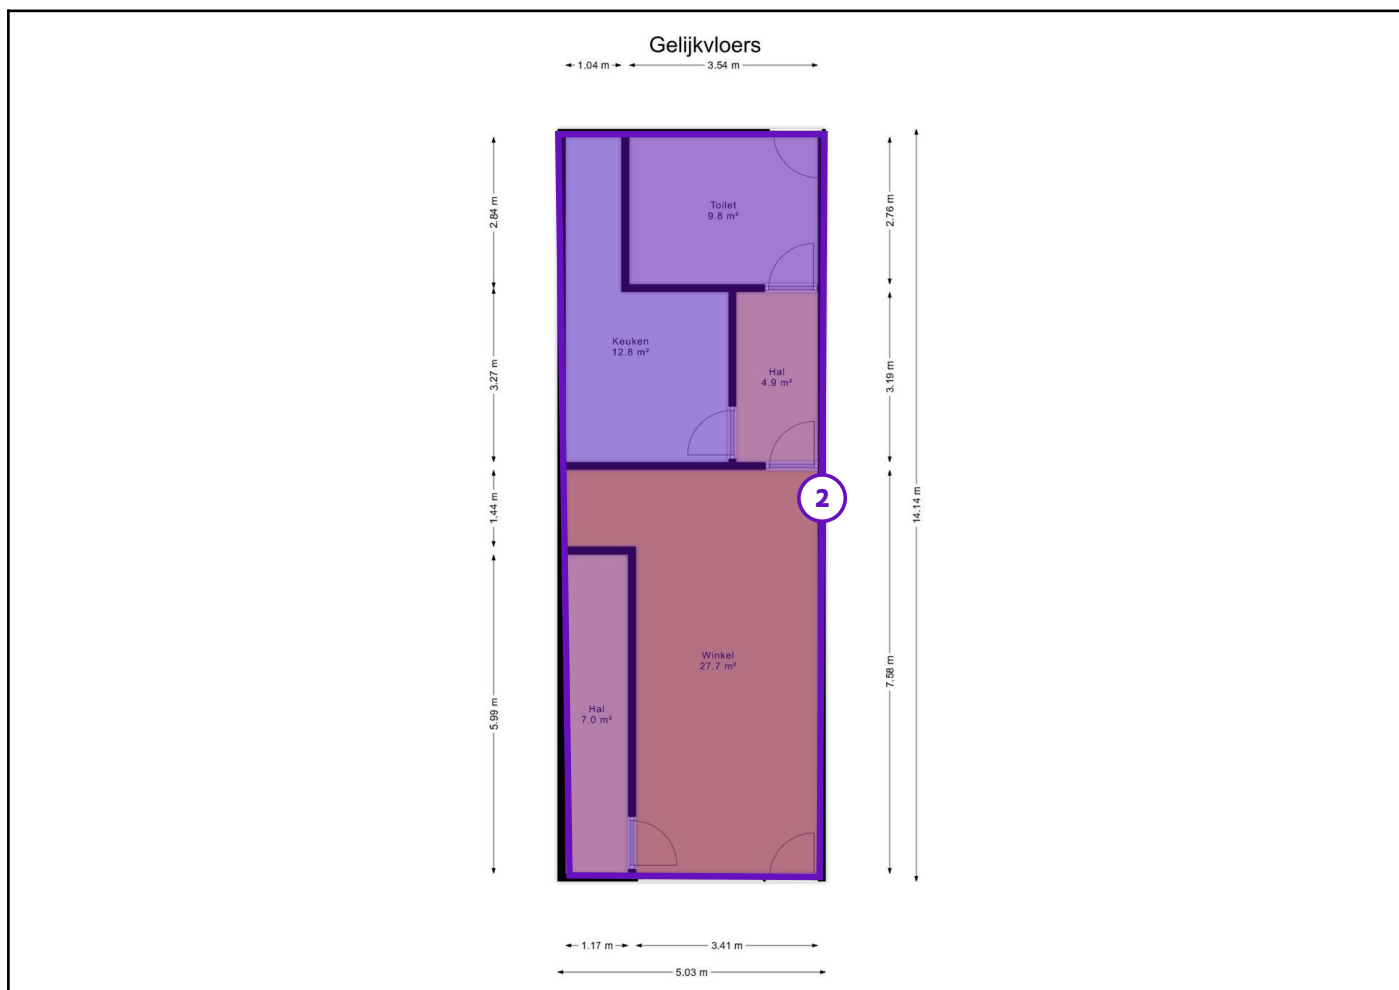 Gelijkvloers
1.04 m
3.54 m
2.84 m
3.27 m
1.44 m
5.99 m
Toilet
9.8 m²
Keuken
12.8 m²
Hal
4.9 m²
2
Winkel
27.7 m²
Hal
7.0 m²
2.76 m
3.19 m
7.58 m
14.14 m
1.17 m
3.41 m
5.03 m